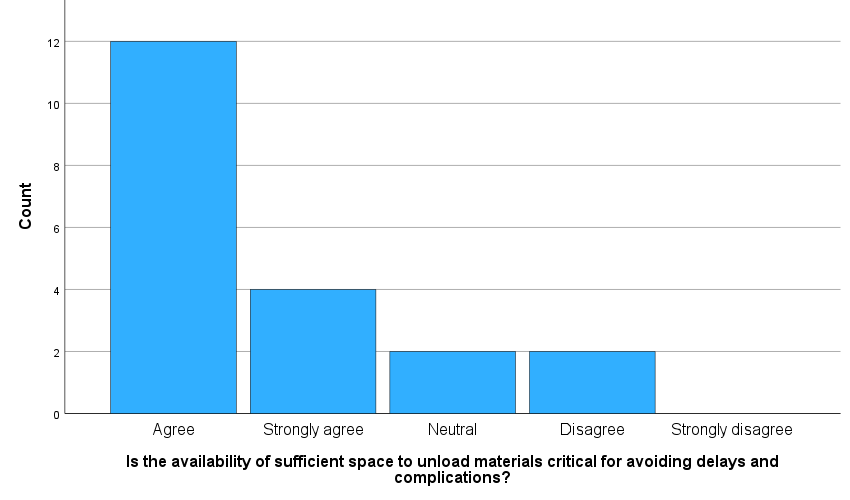 12
10
8
6
4
2
0
Count
Agree
Strongly agree
Neutral
Disagree
Strongly disagree
Is the availability of sufficient space to unload materials critical for avoiding delays and
complications?